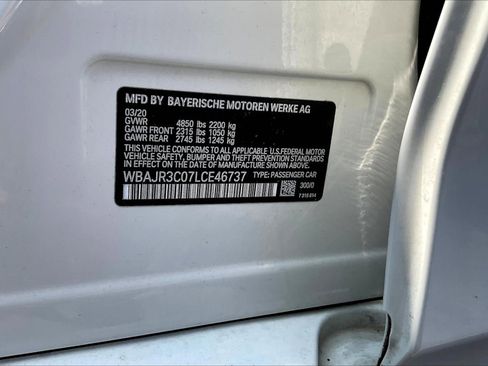 MFD BY BAYERISCHE MOTOREN WERKE AG
03/20
GVWR 4850 lbs 2200 kg
GAWR FRONT 2315 lbs 1050 kg
GAWR REAR 2745 lbs 1245 kg
THIS VEHICLE CONFORMS TO ALL APPLICABLE U.S.FEDERAL MOTOR
VEHICLE SAFETY, BUMPER AND THEFT PREVENTION STANDARDS
IN EFFECT ON THE DATE OF MANUFACTURE SHOWN ABOVE.
WBAJR3C07LCE46737 TYPE: PASSENGER CAR
300/0